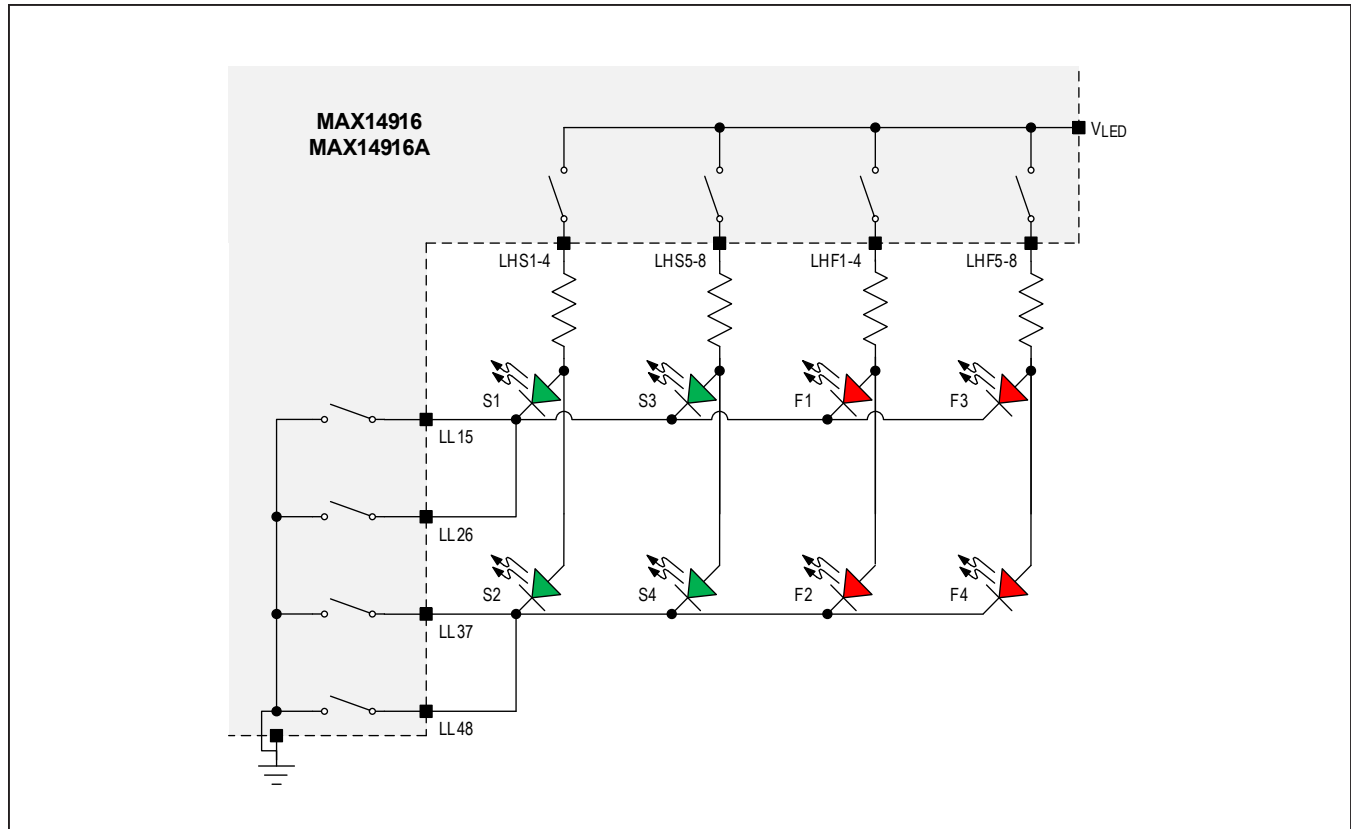 MAX14916
MAX14916A
VLED
LHS1-4
LHS5-8
LHF1-4
LHF5-8
S1
S3
F1
F3
LL15
LL26
S2
S4
F2
F4
LL37
LL48